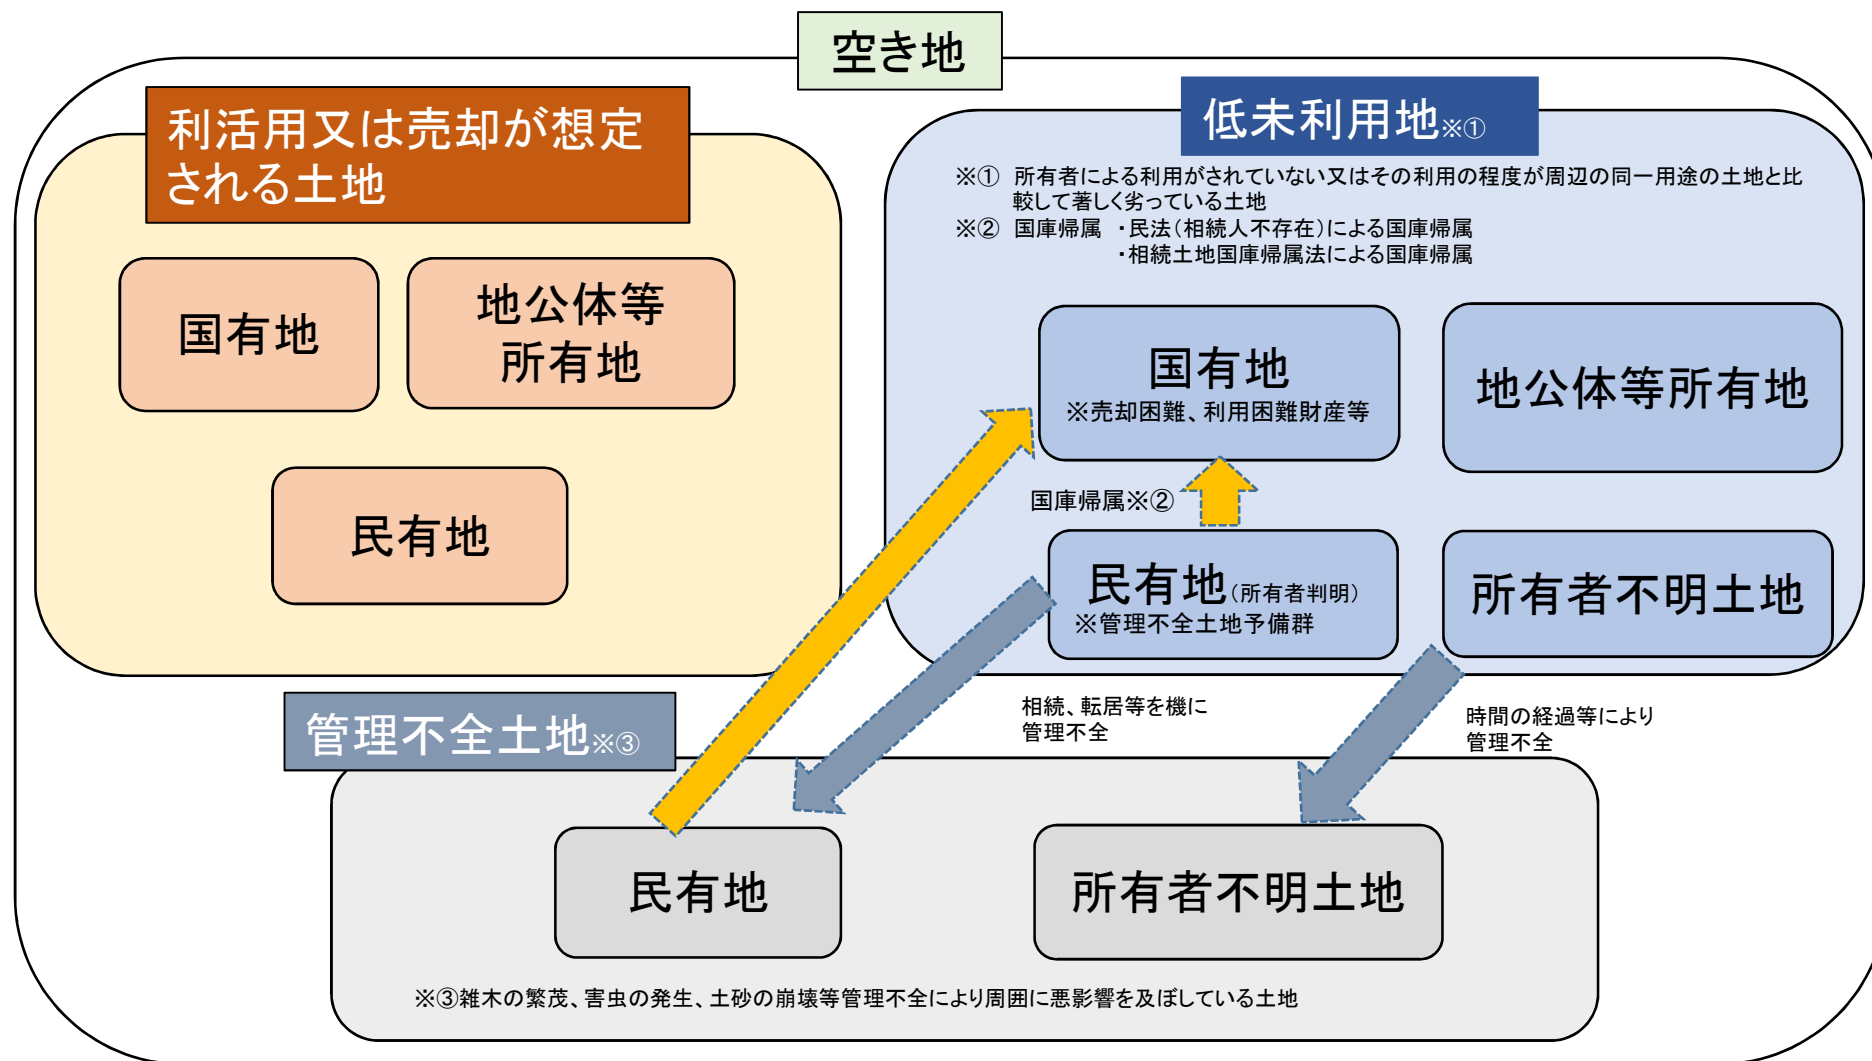 空き地
利活用又は売却が想定
される土地
国有地
地公体等
所有地
民有地
低未利用地※①
※① 所有者による利用がされていない又はその利用の程度が周辺の同一用途の土地と比
較して著しく劣っている土地
※② 国庫帰属 ・民法(相続人不存在)による国庫帰属
・相続土地国庫帰属法による国庫帰属
国有地
※売却困難、利用困難財産等
地公体等所有地
国庫帰属※②
民有地(所有者判明)
※管理不全土地予備群
所有者不明土地
相続、転居等を機に
管理不全
時間の経過等により
管理不全
管理不全土地※③
民有地
所有者不明土地
※③雑木の繁茂、害虫の発生、土砂の崩壊等管理不全により周囲に悪影響を及ぼしている土地